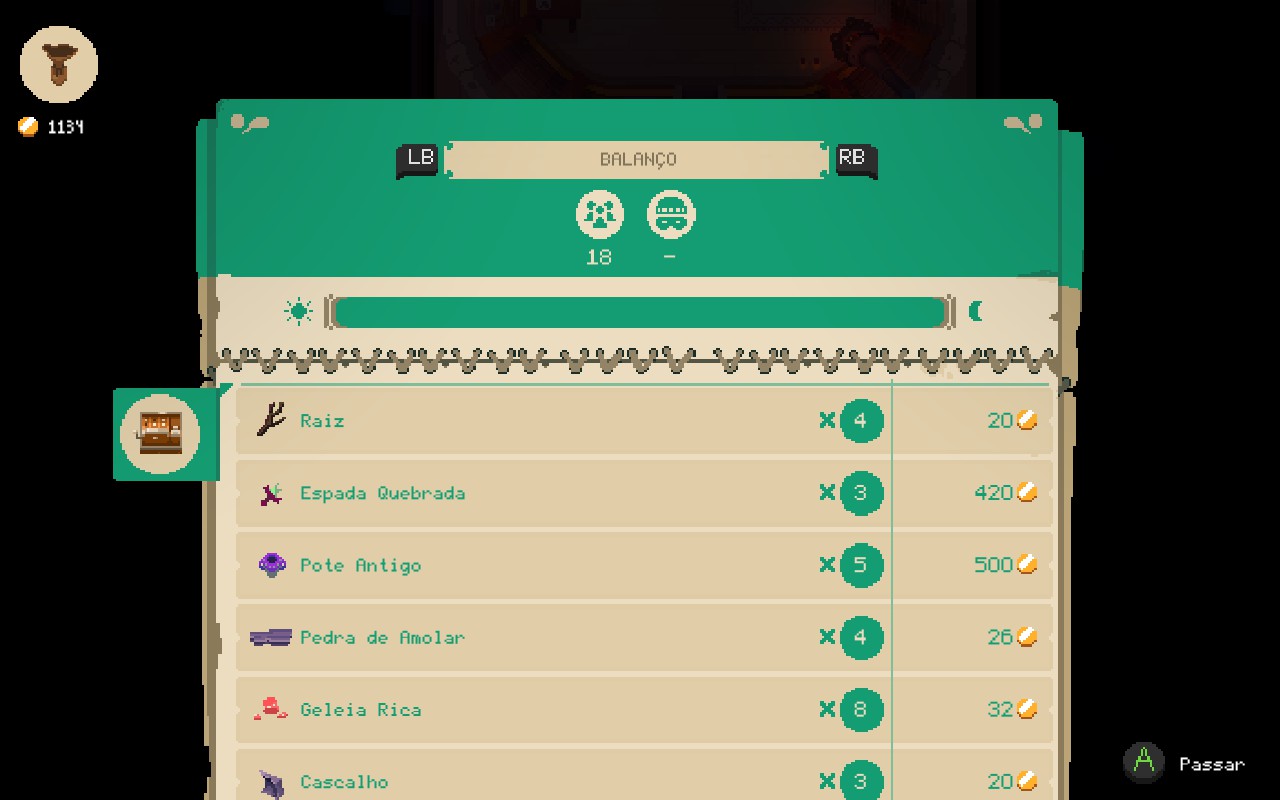 1134
LB BALANÇO RB
18 -
Raiz × 4 20
Espada Quebrada × 3 420
Pote Antigo × 5 500
Pedra de Amolar × 4 26
Geleia Rica × 8 32
Cascalho × 3 20
A Passar